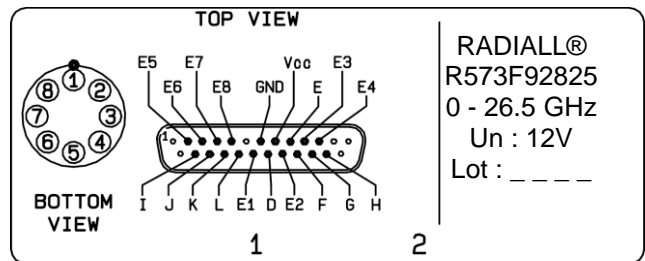 TOP VIEW
E5 E7 Vcc E3
E6 E8 GND E E4
1
8 1 2
7 3
6 5 4
I J K L E1 D E2 F G H
BOTTOM
VIEW
1 2
RADIALL®
R573F92825
0 - 26.5 GHz
Un : 12V
Lot : _ _ _ _